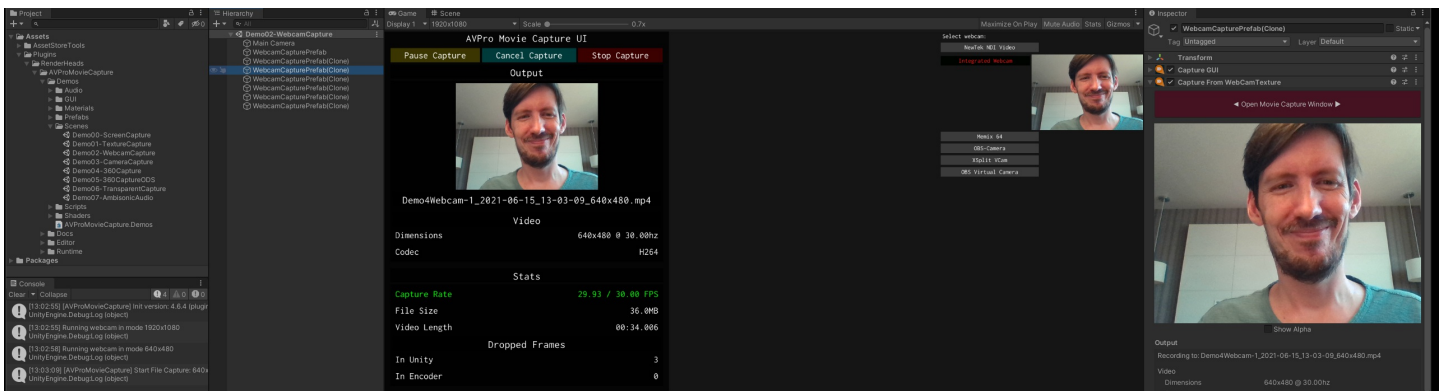 Project
Assets
AssetStoreTools
Plugins
RenderHeads
AVProMovieCapture
Demos
Audio
GUI
Materials
Prefabs
Scenes
Demo00-ScreenCapture
Demo01-TextureCapture
Demo02-WebcamCapture
Demo03-CameraCapture
Demo04-360Capture
Demo05-360CaptureODS
Demo06-TransparentCapture
Demo07-AmbisonicAudio
Scripts
Shaders
AVProMovieCapture.Demos
Docs
Editor
Runtime
Packages
Console
Clear Collapse 4 0 0
[13:02:55] [AVProMovieCapture] Init version: 4.6.4 (plugin
UnityEngine.Debug:Log (object)
[13:02:55] Running webcam in mode 1920x1080
UnityEngine.Debug:Log (object)
[13:02:58] Running webcam in mode 640x480
UnityEngine.Debug:Log (object)
[13:03:09] [AVProMovieCapture] Start File Capture: 640x
UnityEngine.Debug:Log (object)
Hierarchy
All
Demo02-WebcamCapture
Main Camera
WebcamCapturePrefab
WebcamCapturePrefab(Clone)
WebcamCapturePrefab(Clone)
WebcamCapturePrefab(Clone)
WebcamCapturePrefab(Clone)
WebcamCapturePrefab(Clone)
WebcamCapturePrefab(Clone)
Game Scene
Display 1 1920x1080 Scale 0.7x Maximize On Play Mute Audio Stats Gizmos
AVPro Movie Capture UI
Pause Capture Cancel Capture Stop Capture
Output
Demo4Webcam-1_2021-06-15_13-03-09_640x480.mp4
Video
Dimensions 640x480 @ 30.00hz
Codec H264
Stats
Capture Rate 29.93 / 30.00 FPS
File Size 36.0MB
Video Length 00:34.006
Dropped Frames
In Unity 3
In Encoder 0
Select webcam:
NewTek NDI Video
Integrated Webcam
Memix 64
OBS-Camera
XSplit VCam
OBS Virtual Camera
Inspector
WebcamCapturePrefab(Clone) Static
Tag Untagged Layer Default
Transform
Capture GUI
Capture From WebCamTexture
◄ Open Movie Capture Window ►
Show Alpha
Output
Recording to: Demo4Webcam-1_2021-06-15_13-03-09_640x480.mp4
Video
Dimensions 640x480 @ 30.00hz